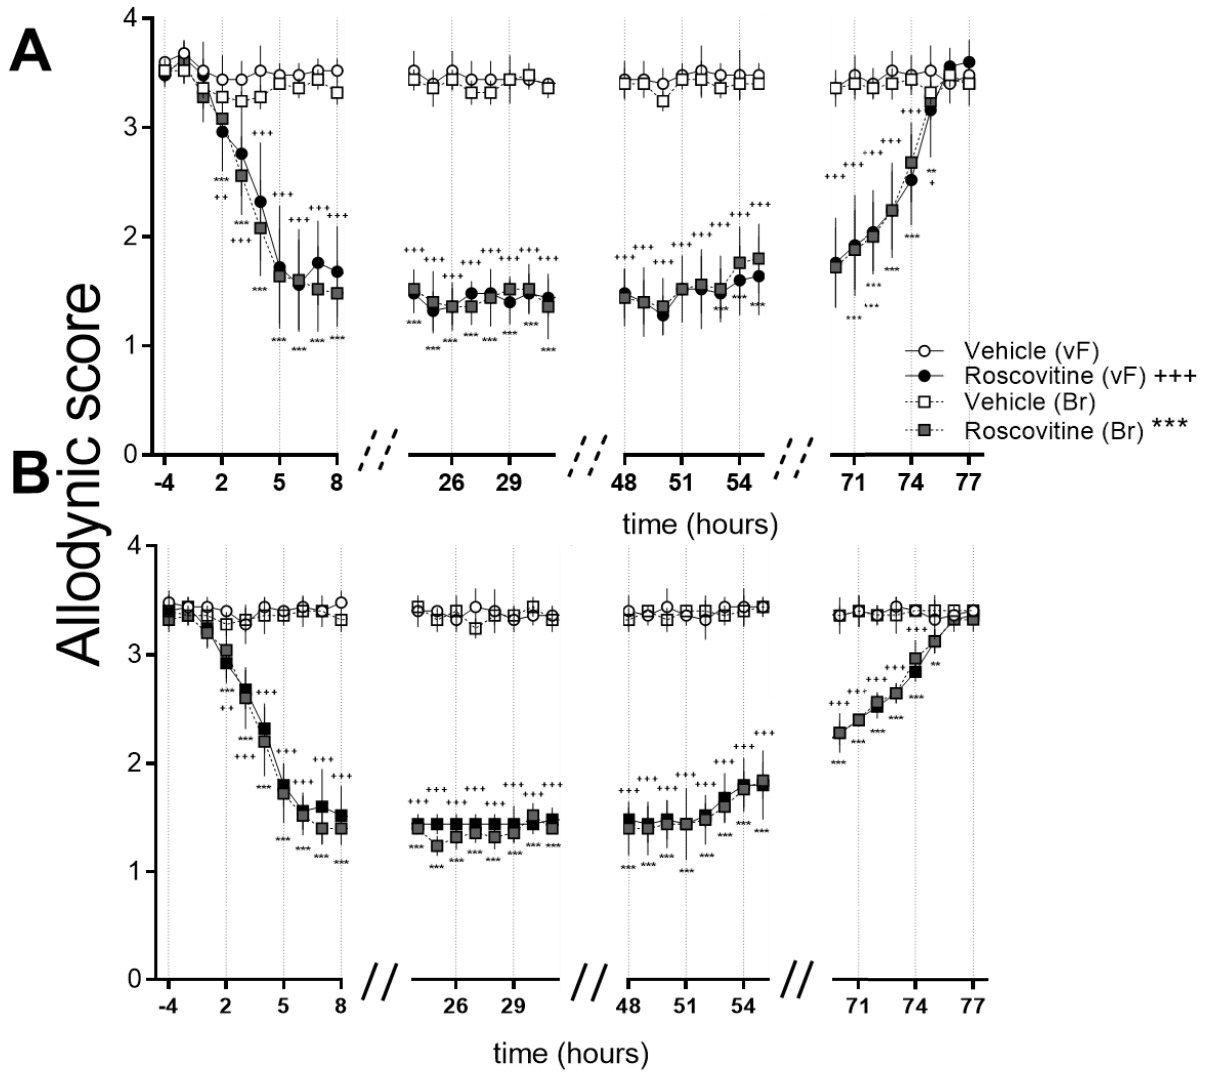 A
Allodynic score
4
3
2
1
0
-4 2 5 8 26 29 48 51 54 71 74 77
time (hours)
Vehicle (vF)
Roscovitine (vF) +++
Vehicle (Br)
Roscovitine (Br) ***
B
4
3
2
1
0
-4 2 5 8 26 29 48 51 54 71 74 77
time (hours)